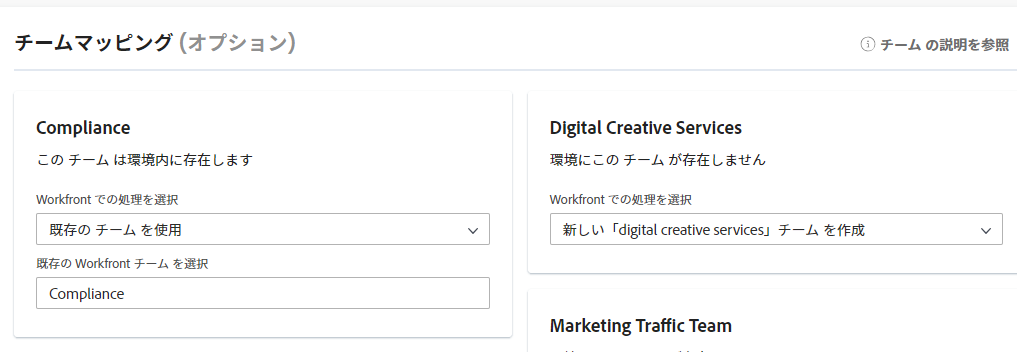 チームマッピング (オプション)
チーム の説明を参照
Compliance
この チーム は環境内に存在します
Workfront での処理を選択
既存の チーム を使用
既存の Workfront チーム を選択
Compliance
Digital Creative Services
環境にこの チーム が存在しません
Workfront での処理を選択
新しい「digital creative services」チーム を作成
Marketing Traffic Team